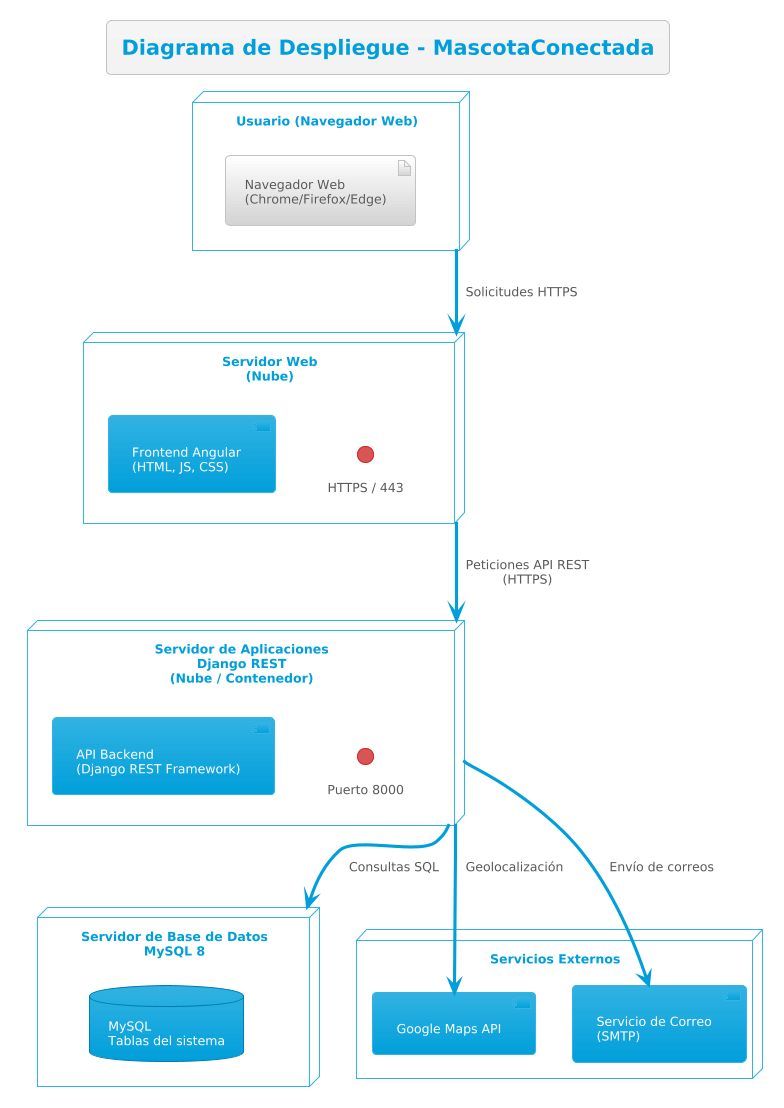 Diagrama de Despliegue - MascotaConectada
Usuario (Navegador Web)
Navegador Web
(Chrome/Firefox/Edge)
Solicitudes HTTPS
Servidor Web
(Nube)
Frontend Angular
(HTML, JS, CSS)
HTTPS / 443
Peticiones API REST
(HTTPS)
Servidor de Aplicaciones
Django REST
(Nube / Contenedor)
API Backend
(Django REST Framework)
Puerto 8000
Consultas SQL
Geolocalización
Envío de correos
Servidor de Base de Datos
MySQL 8
MySQL
Tablas del sistema
Servicios Externos
Google Maps API
Servicio de Correo
(SMTP)